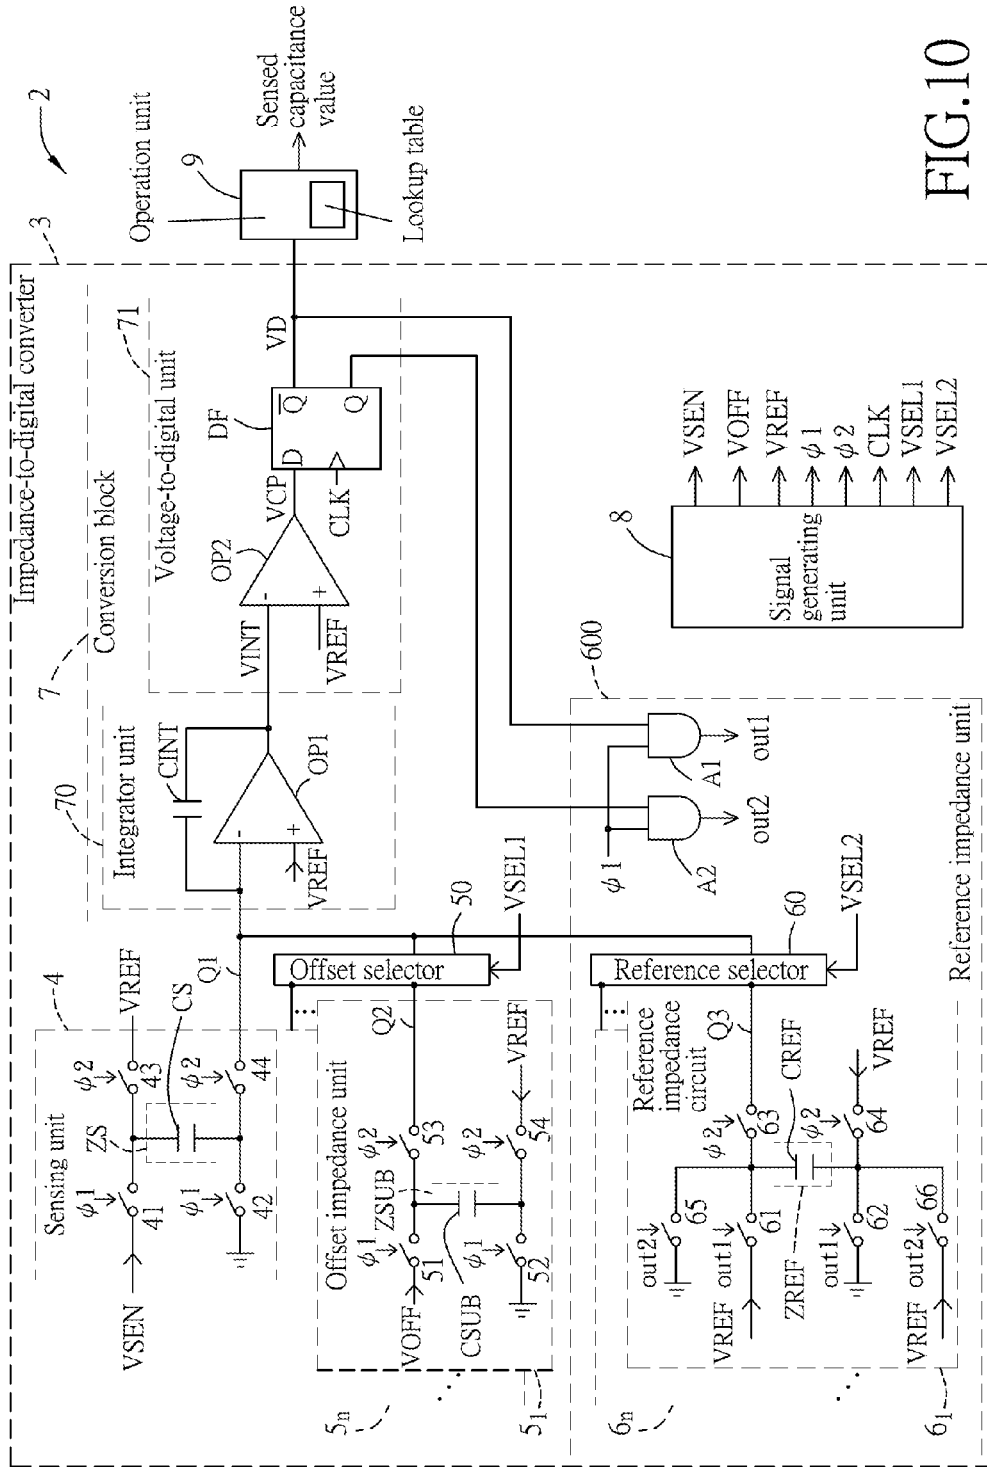 FIG.10
2
3
Impedance-to-digital converter
7
Conversion block
70
Integrator unit
CINT
-
+
OP1
VREF
VINT
71
Voltage-to-digital unit
OP2
-
+
VREF
VCP
DF
D
Q
Q
CLK
VD
Operation unit
9
Sensed
capacitance
value
Lookup table
4
Sensing unit
VSEN
ϕ1
41
ZS
ϕ2
43
VREF
CS
ϕ1
42
ϕ2
44
Q1
5n
51
Offset impedance unit
VOFF
ϕ1
51
ZSUB
ϕ2
53
Q2
CSUB
ϕ1
52
ϕ2
54
VREF
Offset selector
50
VSEL1
600
Reference impedance unit
6n
61
Reference
impedance
circuit
out2
65
VREF
out1
61
ϕ2
63
Q3
ZREF
CREF
out1
62
ϕ2
64
VREF
VREF
out2
66
Reference selector
60
VSEL2
ϕ1
A2
out2
A1
out1
8
Signal
generating
unit
VSEN
VOFF
VREF
ϕ1
ϕ2
CLK
VSEL1
VSEL2